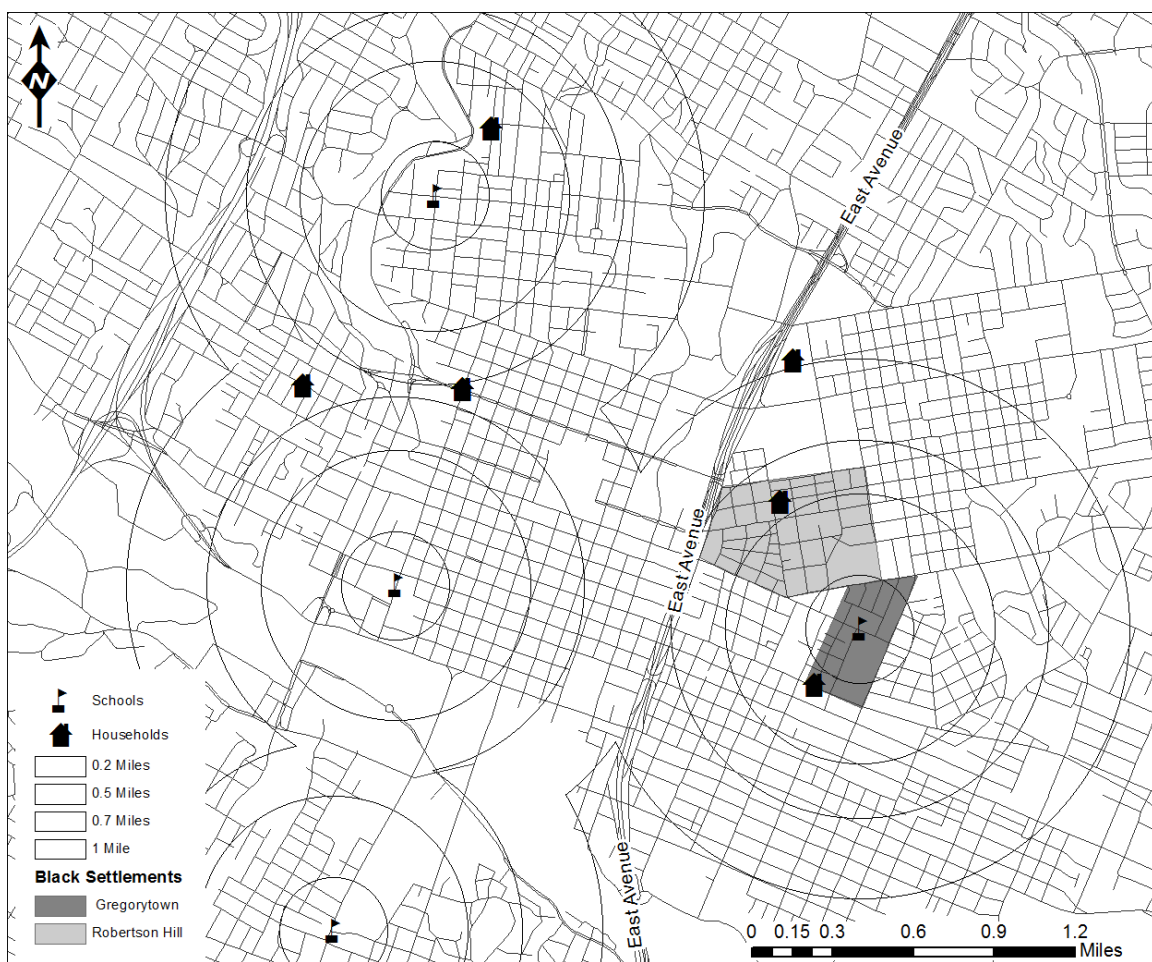 N
East Avenue
East Avenue
East Avenue
Schools
Households
0.2 Miles
0.5 Miles
0.7 Miles
1 Mile
Black Settlements
Gregorytown
Robertson Hill
0 0.15 0.3 0.6 0.9 1.2
Miles